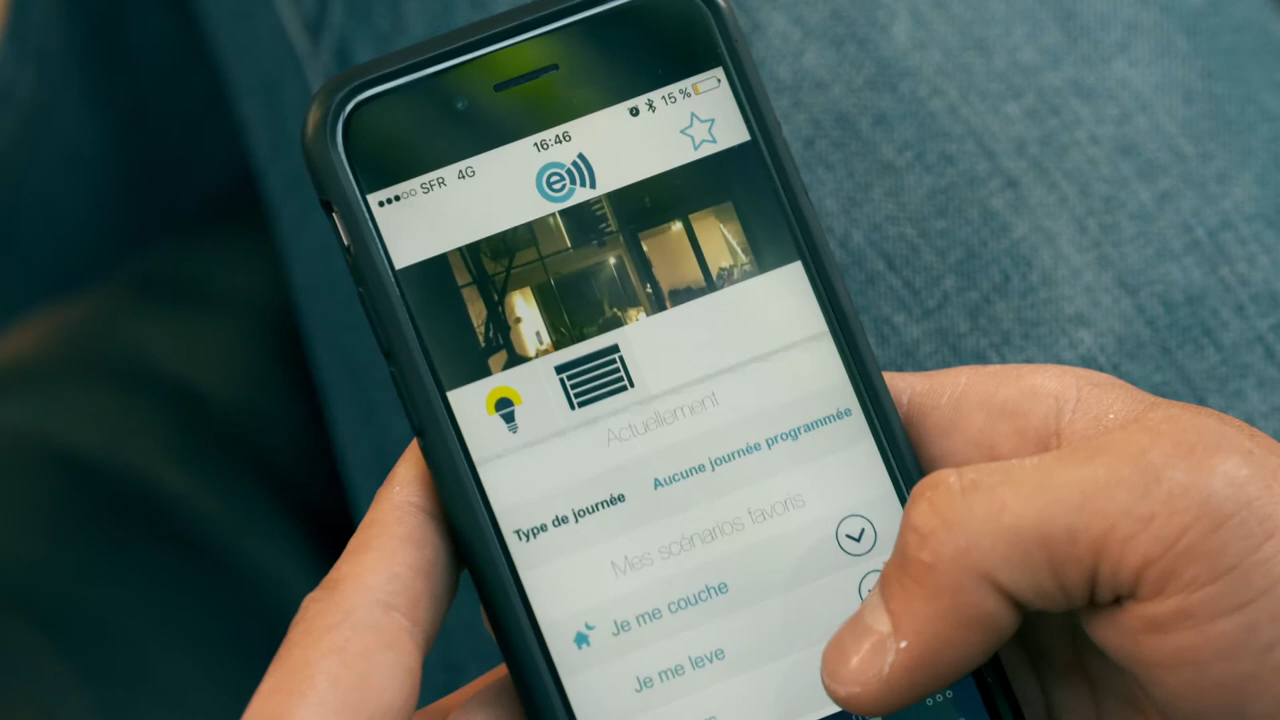 SFR 4G 16:46 15 %
e
Actuellement
Type de journée Aucune journée programmée
Mes scénarios favoris
Je me couche
Je me leve